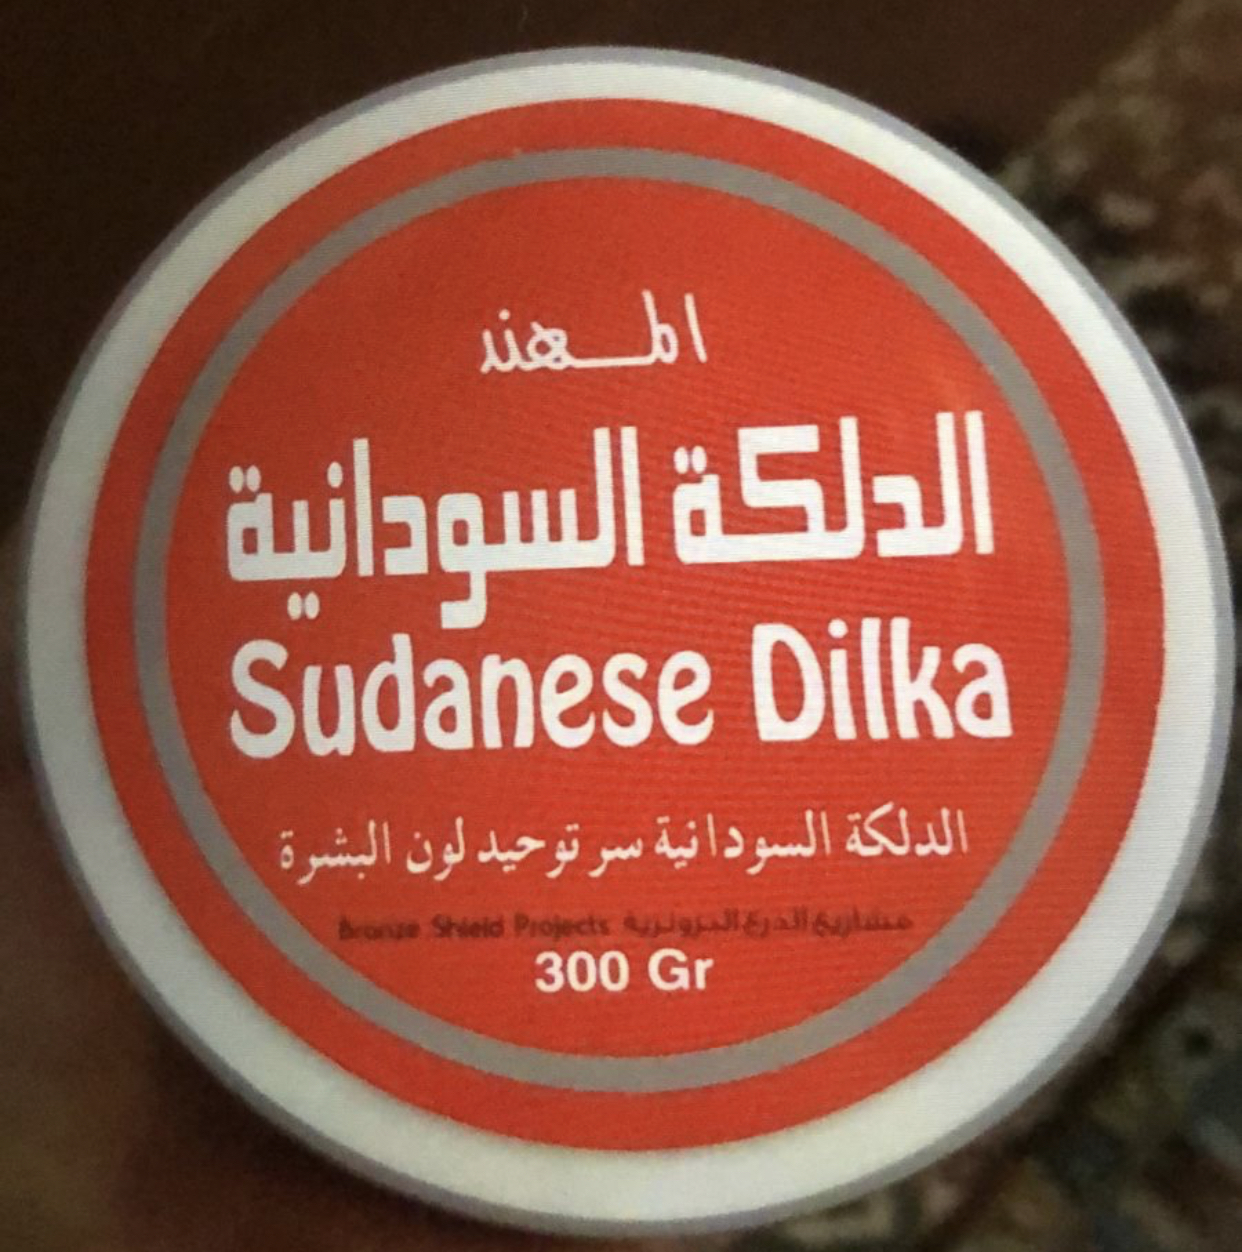 المهند
الدلكة السودانية
Sudanese Dilka
الدلكة السودانية سر توحيد لون البشرة
Bronze Shield Projects مشاريع الدرع البرونزية
300 Gr